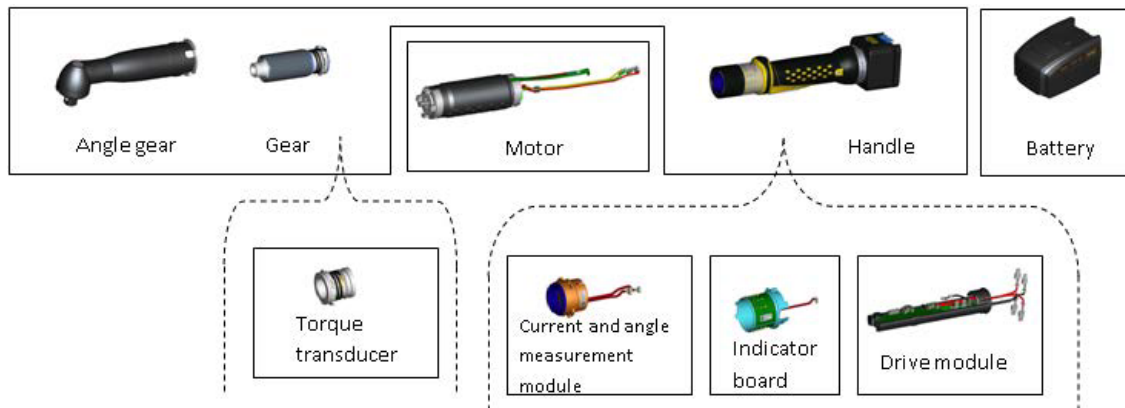 Angle gear
Gear
Motor
Handle
Battery
Torque
transducer
Current and angle
measurement
module
Indicator
board
Drive module